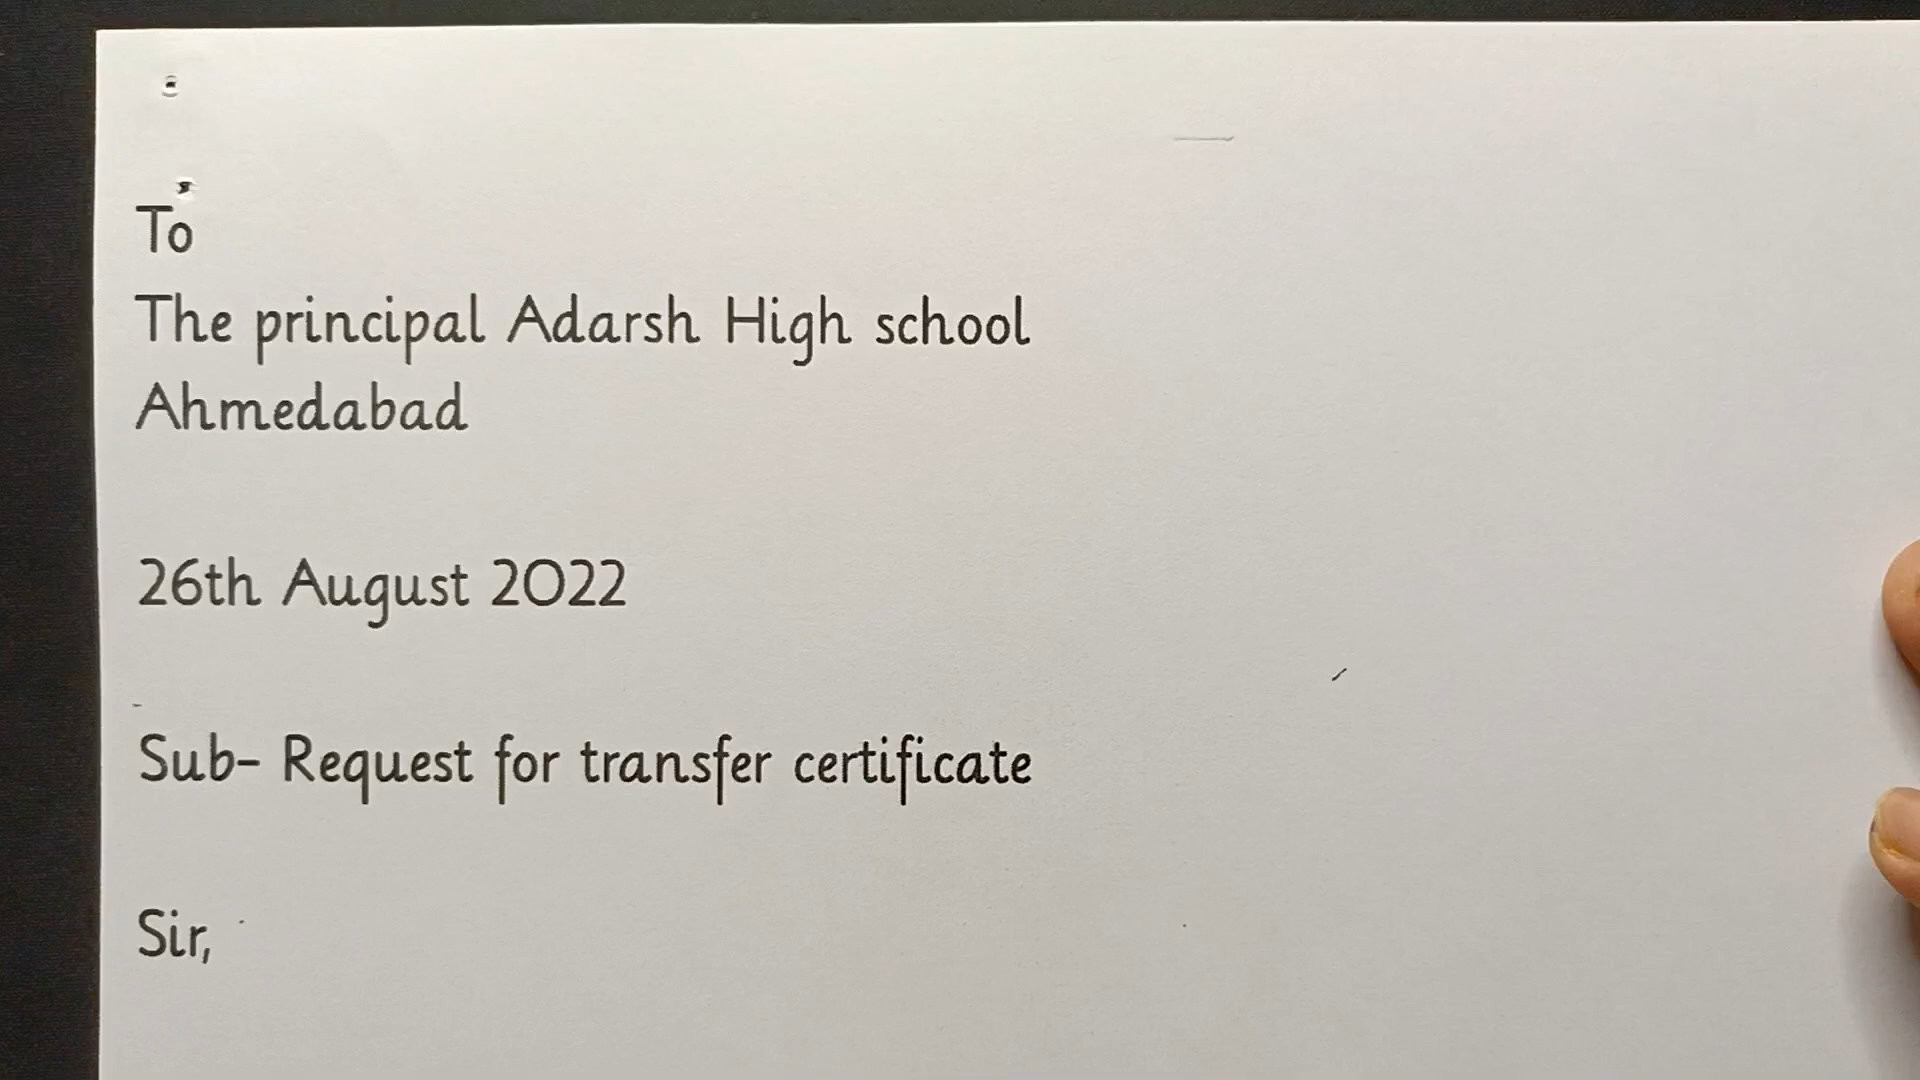 To
The principal Adarsh High school
Ahmedabad
26th August 2022
Sub- Request for transfer certificate
Sir,